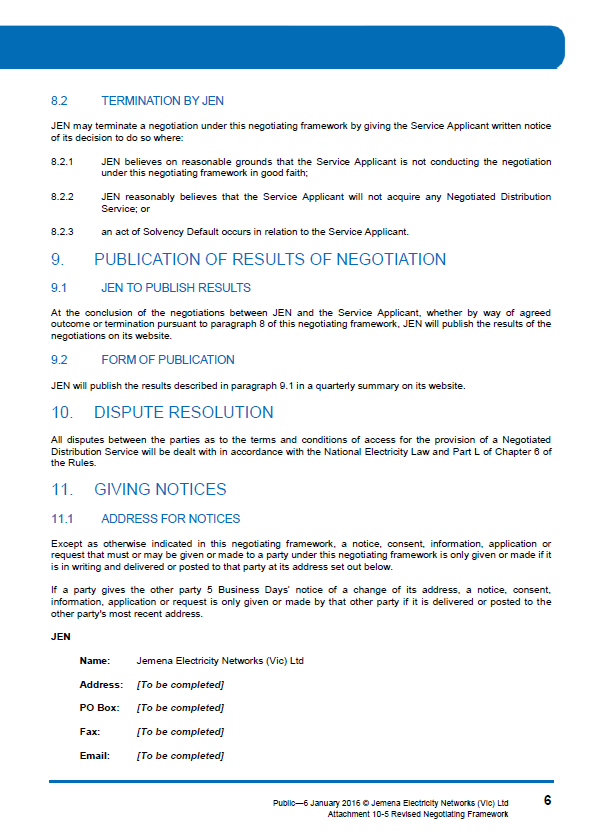 8.2 TERMINATION BY JEN
JEN may terminate a negotiation under this negotiating framework by giving the Service Applicant written notice
of its decision to do so where:
8.2.1 JEN believes on reasonable grounds that the Service Applicant is not conducting the negotiation
under this negotiating framework in good faith;
8.2.2 JEN reasonably believes that the Service Applicant will not acquire any Negotiated Distribution
Service; or
8.2.3 an act of Solvency Default occurs in relation to the Service Applicant.
9. PUBLICATION OF RESULTS OF NEGOTIATION
9.1 JEN TO PUBLISH RESULTS
At the conclusion of the negotiations between JEN and the Service Applicant, whether by way of agreed
outcome or termination pursuant to paragraph 8 of this negotiating framework, JEN will publish the results of the
negotiations on its website.
9.2 FORM OF PUBLICATION
JEN will publish the results described in paragraph 9.1 in a quarterly summary on its website.
10. DISPUTE RESOLUTION
All disputes between the parties as to the terms and conditions of access for the provision of a Negotiated
Distribution Service will be dealt with in accordance with the National Electricity Law and Part L of Chapter 6 of
the Rules.
11. GIVING NOTICES
11.1 ADDRESS FOR NOTICES
Except as otherwise indicated in this negotiating framework, a notice, consent, information, application or
request that must or may be given or made to a party under this negotiating framework is only given or made if it
is in writing and delivered or posted to that party at its address set out below.
If a party gives the other party 5 Business Days' notice of a change of its address, a notice, consent,
information, application or request is only given or made by that other party if it is delivered or posted to the
other party's most recent address.
JEN
Name: Jemena Electricity Networks (Vic) Ltd
Address: [To be completed]
PO Box: [To be completed]
Fax: [To be completed]
Email: [To be completed]
Public—6 January 2016 © Jemena Electricity Networks (Vic) Ltd 6
Attachment 10-5 Revised Negotiating Framework